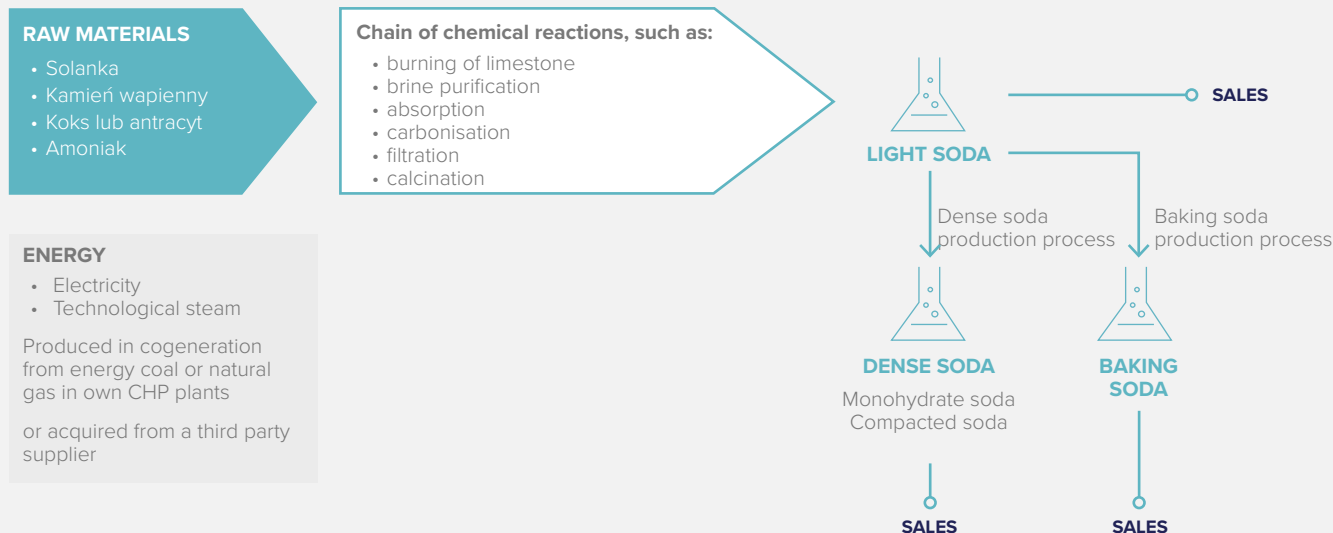 RAW MATERIALS
• Solanka
• Kamień wapienny
• Koks lub antracyt
• Amoniak
Chain of chemical reactions, such as:
• burning of limestone
• brine purification
• absorption
• carbonisation
• filtration
• calcination
SALES
LIGHT SODA
Dense soda
production process
Baking soda
production process
ENERGY
• Electricity
• Technological steam
Produced in cogeneration
from energy coal or natural
gas in own CHP plants
or acquired from a third party
supplier
DENSE SODA
Monohydrate soda
Compacted soda
BAKING
SODA
SALES
SALES